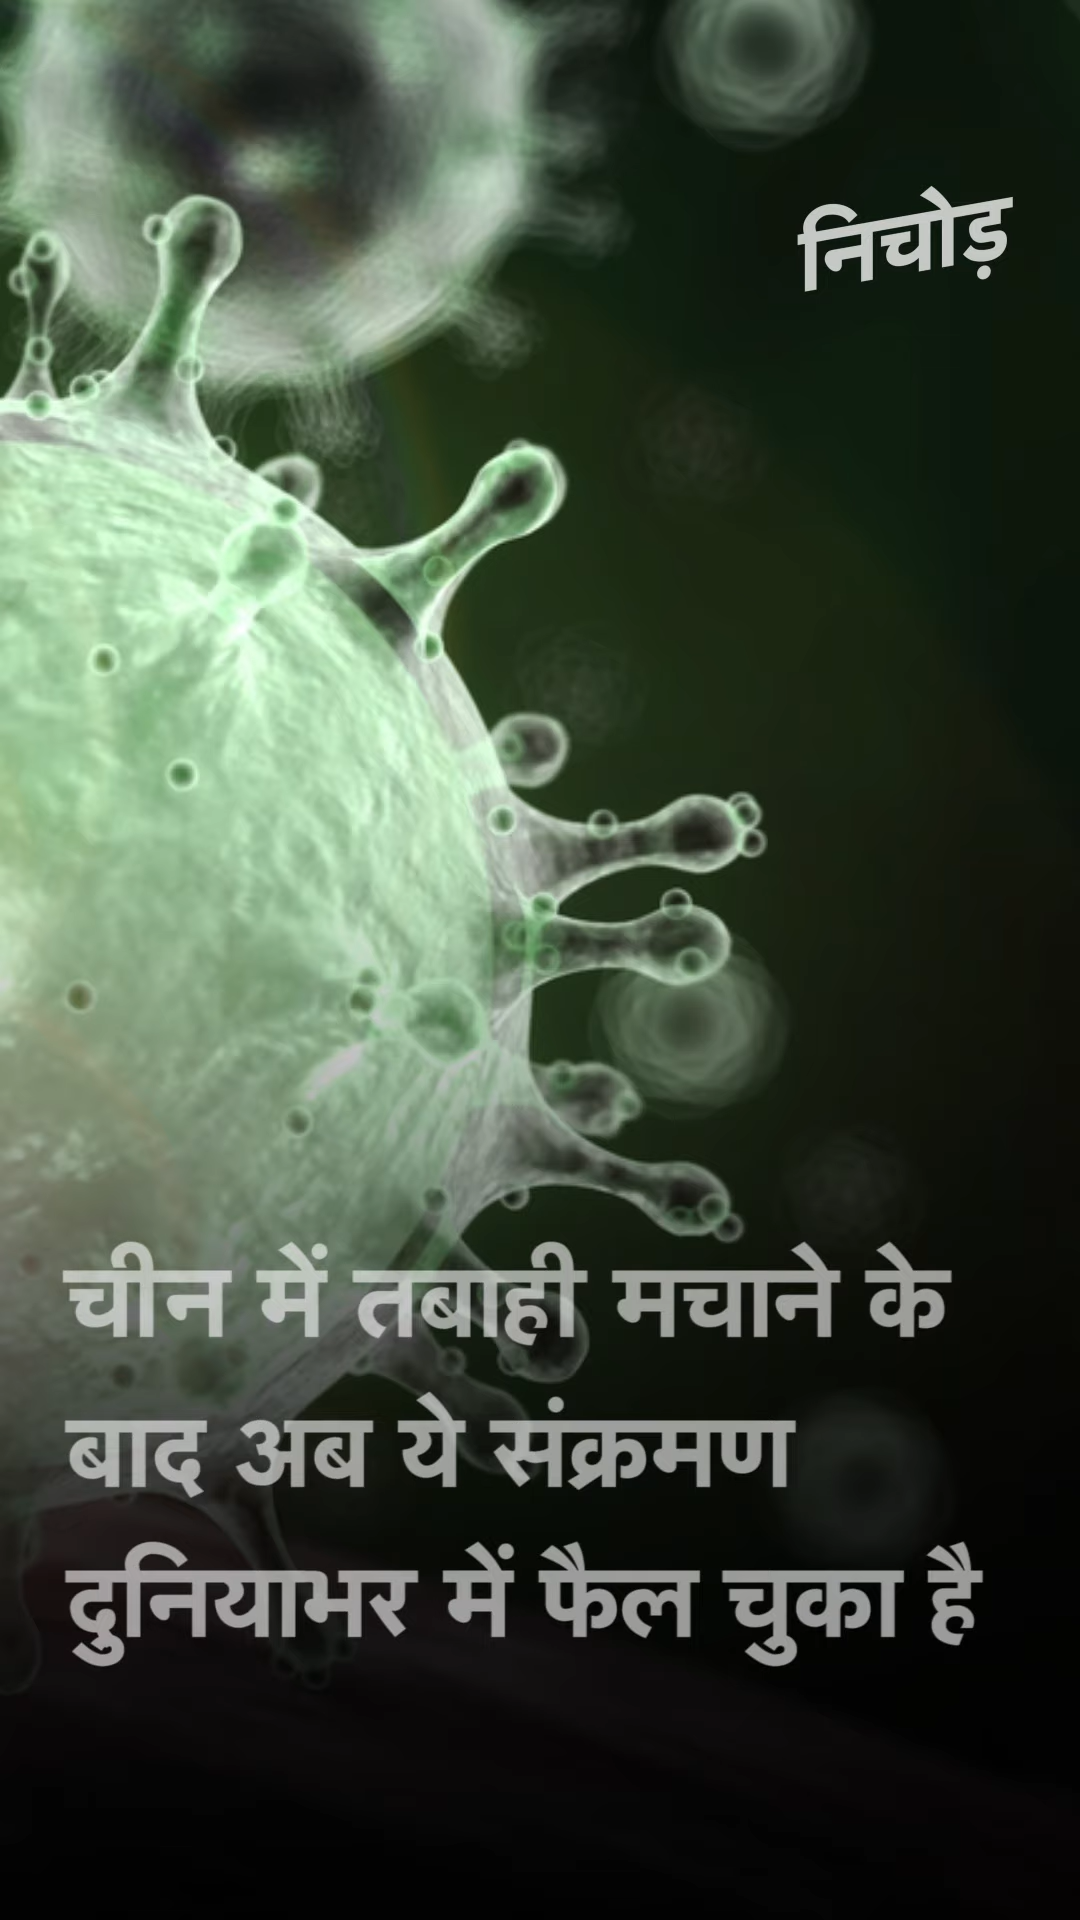 निचोड़
चीन में तबाही मचाने के
बाद अब ये संक्रमण
दुनियाभर में फैल चुका है